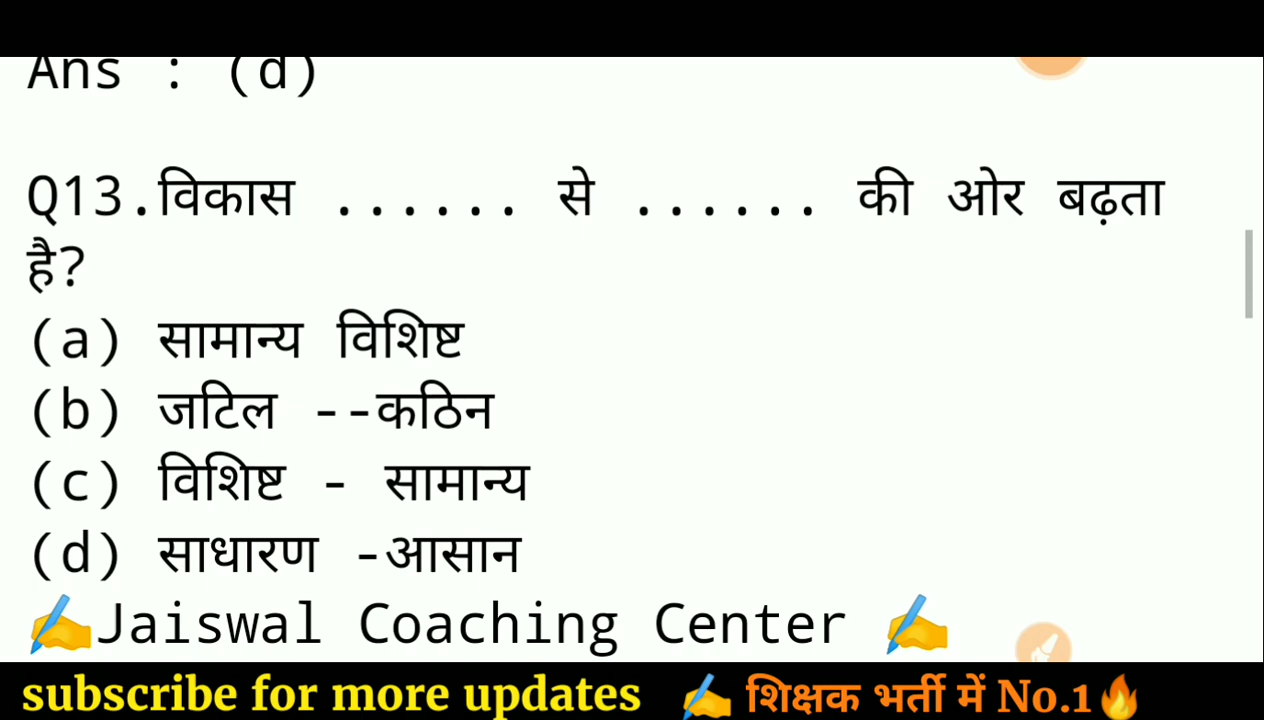 Ans : (d)
Q13.विकास ...... से ...... की ओर बढ़ता
है?
(a) सामान्य विशिष्ट
(b) जटिल --कठिन
(c) विशिष्ट - सामान्य
(d) साधारण -आसान
✍️Jaiswal Coaching Center ✍️
subscribe for more updates ✍️ शिक्षक भर्ती में No.1🔥